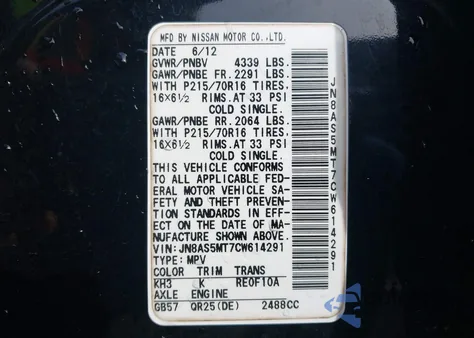 MFD BY NISSAN MOTOR CO.,LTD.
DATE 6/12
GVWR/PNBV 4339 LBS.
GAWR/PNBE FR. 2291 LBS.
WITH P215/70R16 TIRES,
16X6½ RIMS, AT 33 PSI
COLD SINGLE.
GAWR/PNBE RR. 2064 LBS.
WITH P215/70R16 TIRES,
16X6½ RIMS, AT 33 PSI
COLD SINGLE.
THIS VEHICLE CONFORMS
TO ALL APPLICABLE FED-
ERAL MOTOR VEHICLE SA-
FETY AND THEFT PREVEN-
TION STANDARDS IN EFF-
ECT ON THE DATE OF MA-
NUFACTURE SHOWN ABOVE.
VIN: JN8AS5MT7CW614291
TYPE: MPV
COLOR TRIM TRANS
KH3 K RE0F10A
AXLE ENGINE
GB57 QR25(DE) 2488CC
JN8AS5MT7CW614291